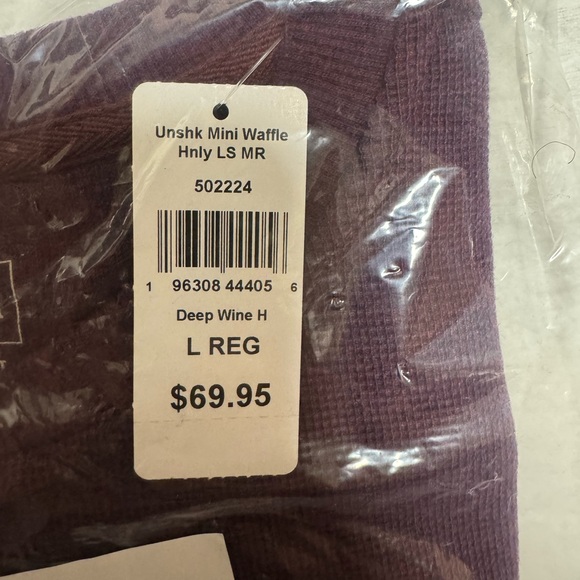 Unshk Mini Waffle
Hnly LS MR
502224
1 96308 44405 6
Deep Wine H
L REG
$69.95